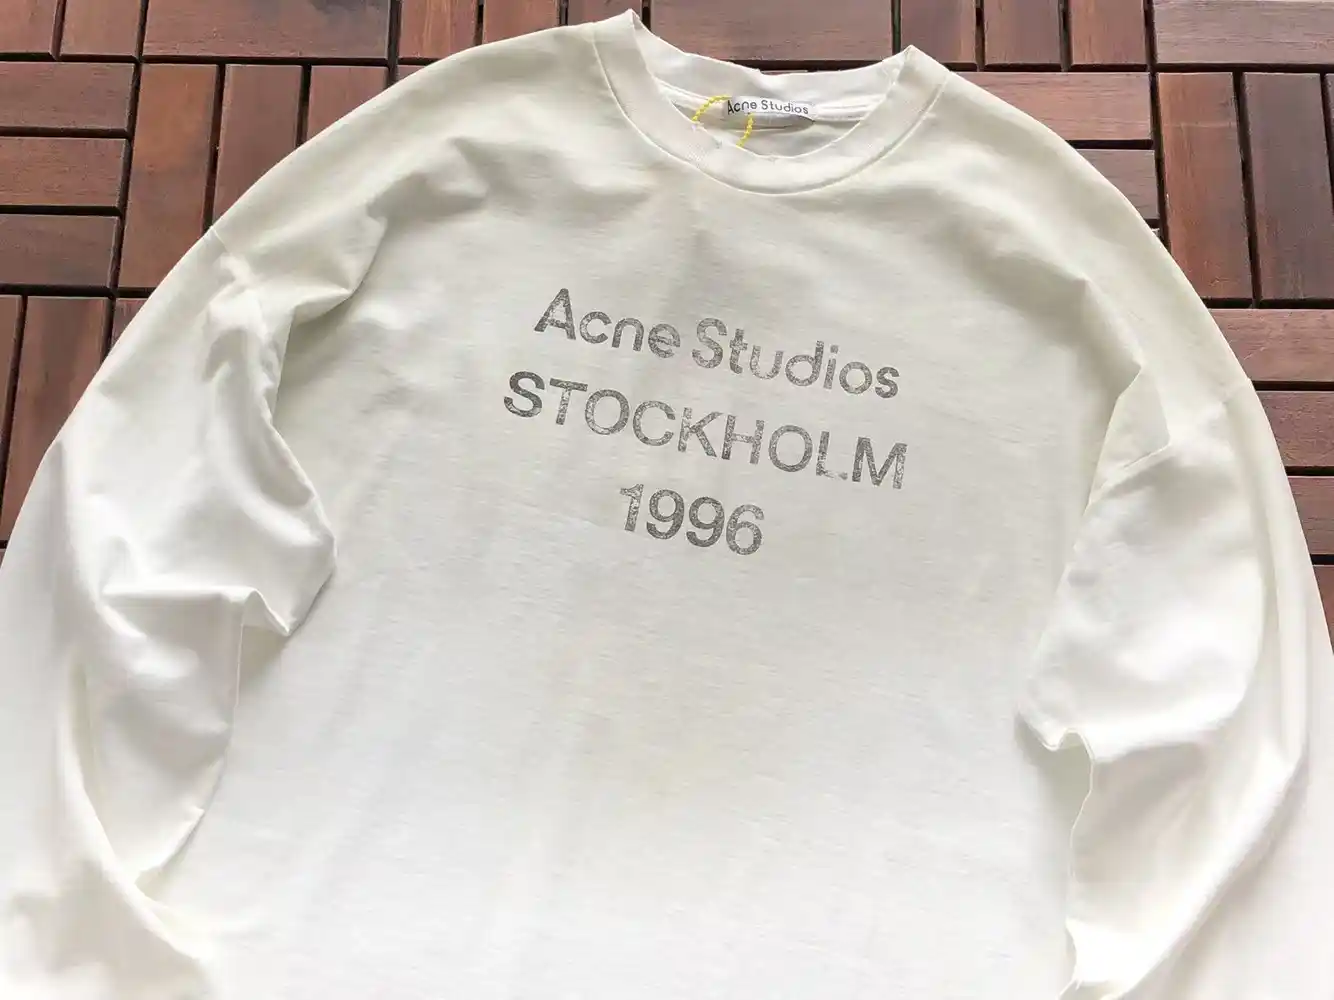 Acne Studios
Acne Studios
STOCKHOLM
1996